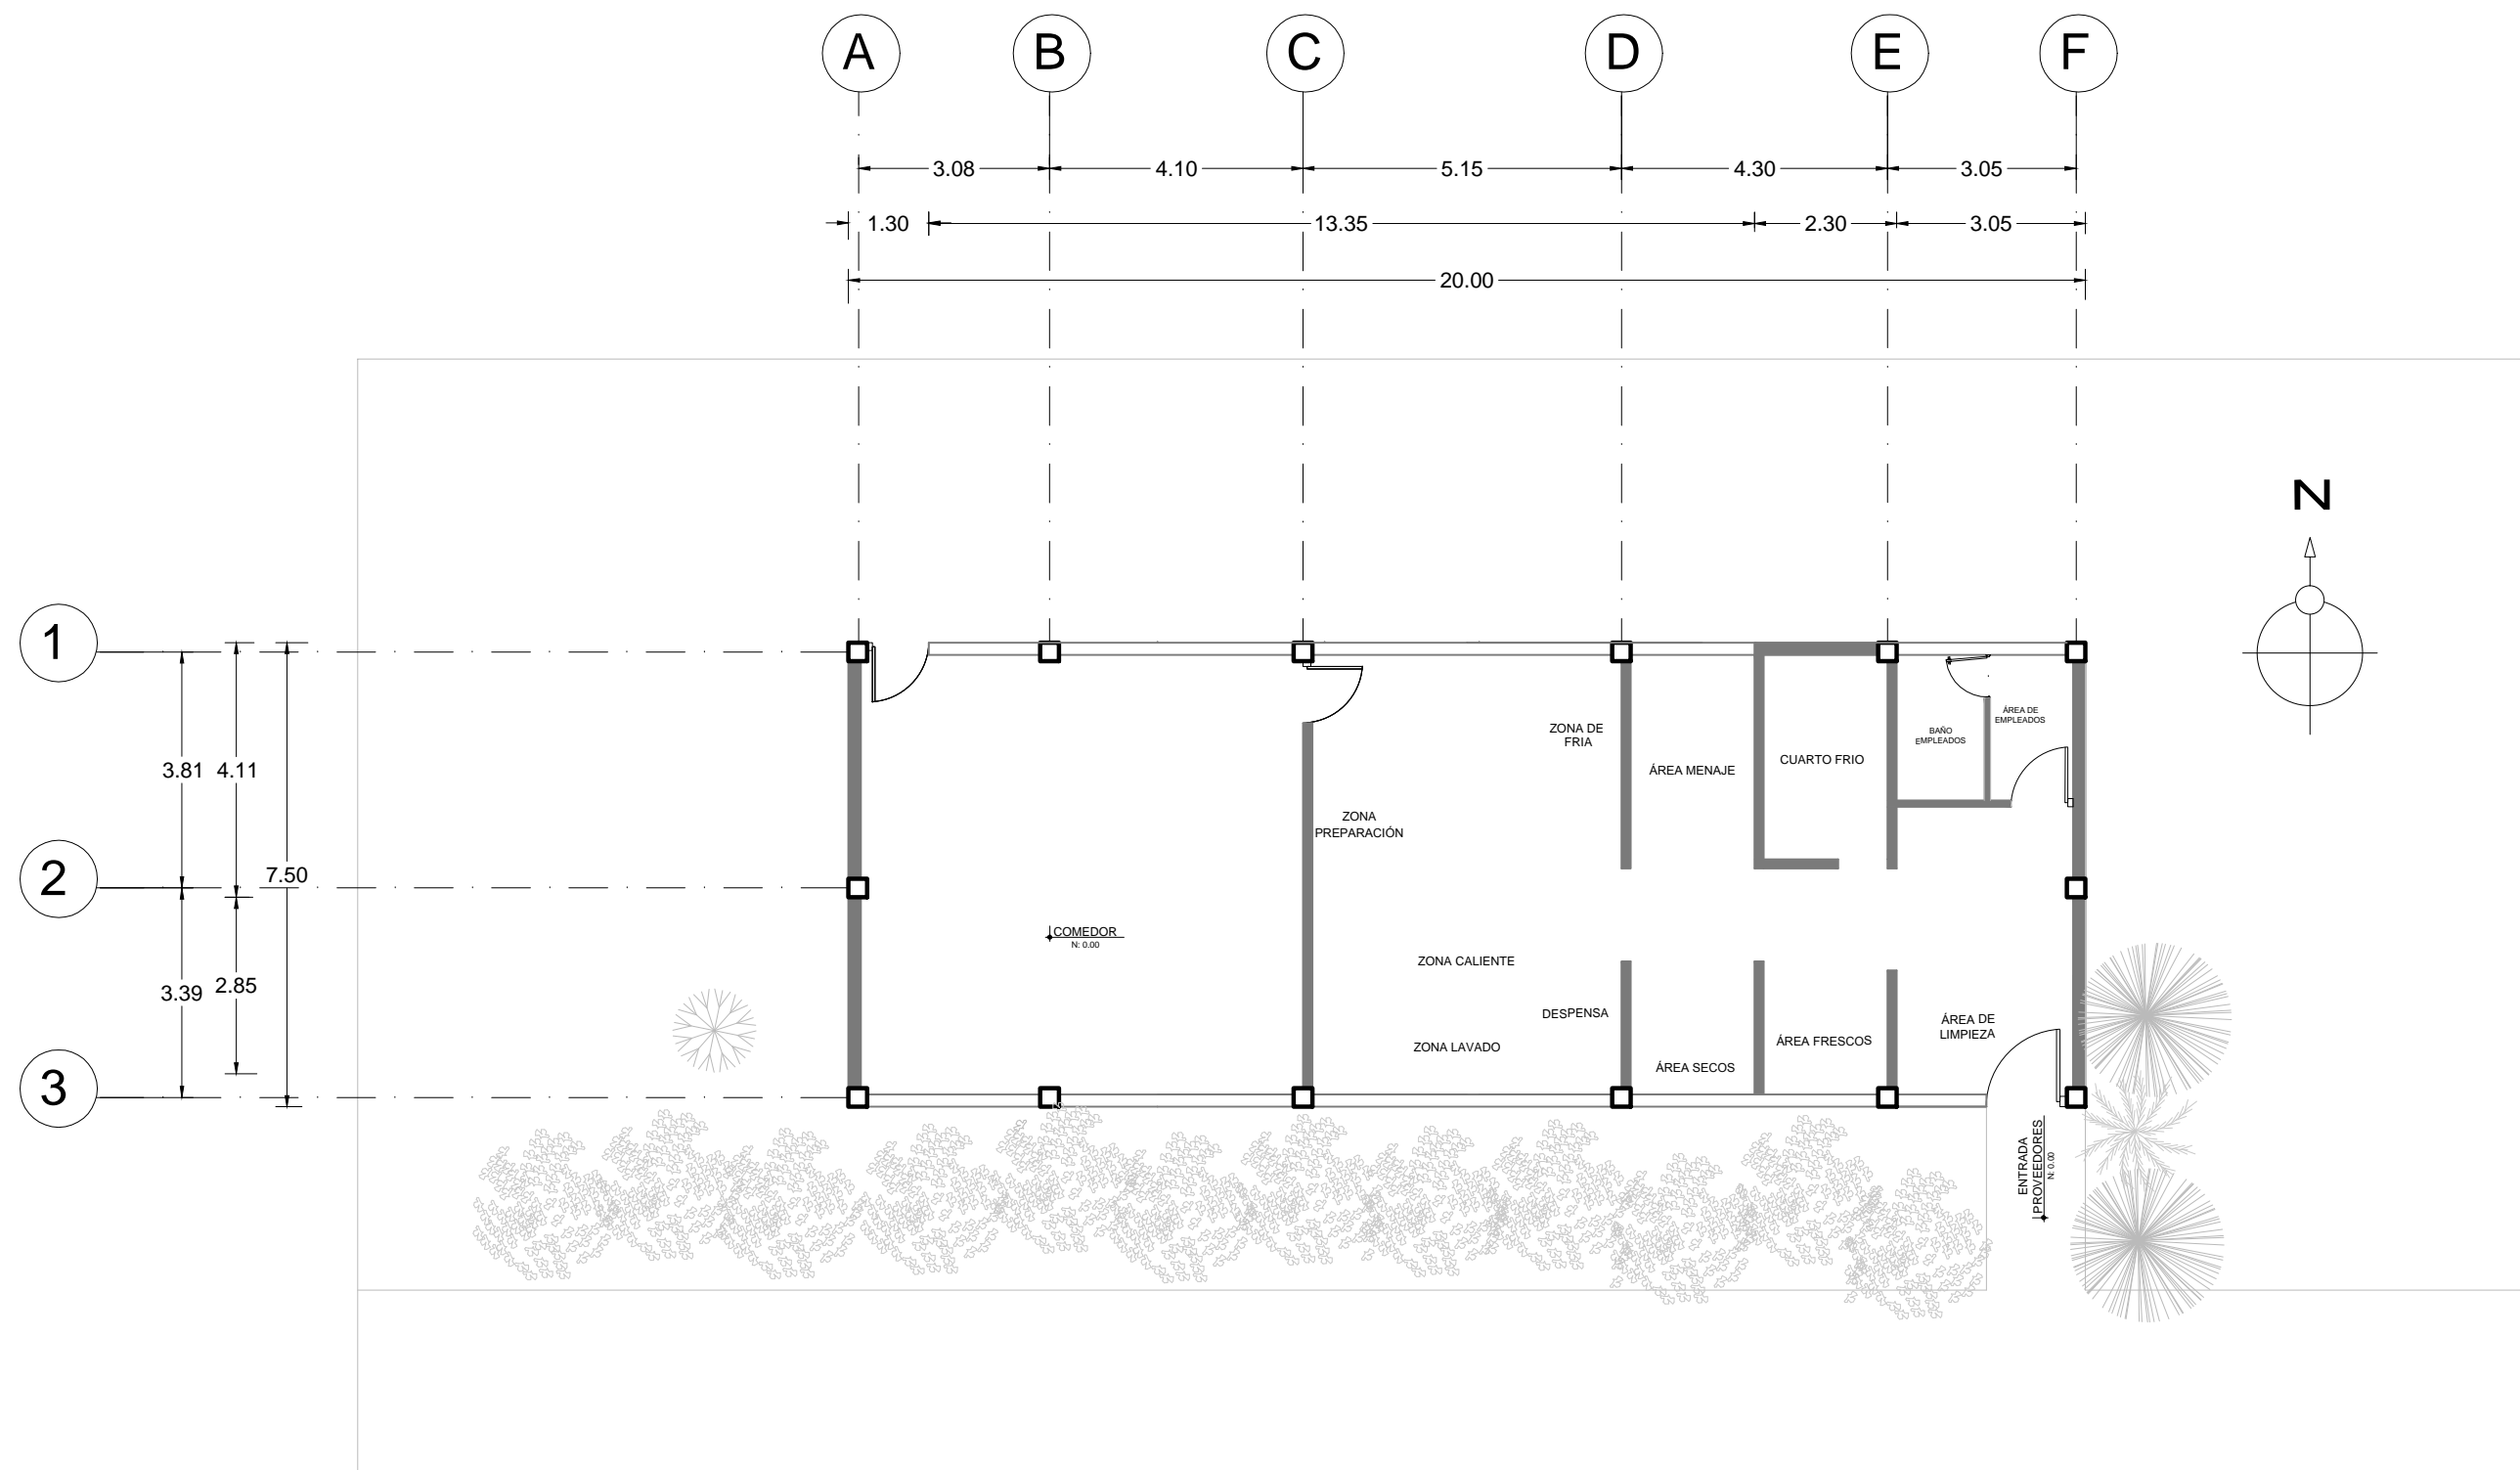 A
B
C
D
E
F
3.08
4.10
5.15
4.30
3.05
1.30
13.35
2.30
3.05
20.00
N
1
2
3
3.81
4.11
7.50
3.39
2.85
ZONA DE
FRIA
ÁREA MENAJE
CUARTO FRIO
BAÑO
EMPLEADOS
ÁREA DE
EMPLEADOS
ZONA
PREPARACIÓN
COMEDOR
N: 0.00
ZONA CALIENTE
DESPENSA
ZONA LAVADO
ÁREA SECOS
ÁREA FRESCOS
ÁREA DE
LIMPIEZA
ENTRADA
PROVEEDORES
N: 0.00